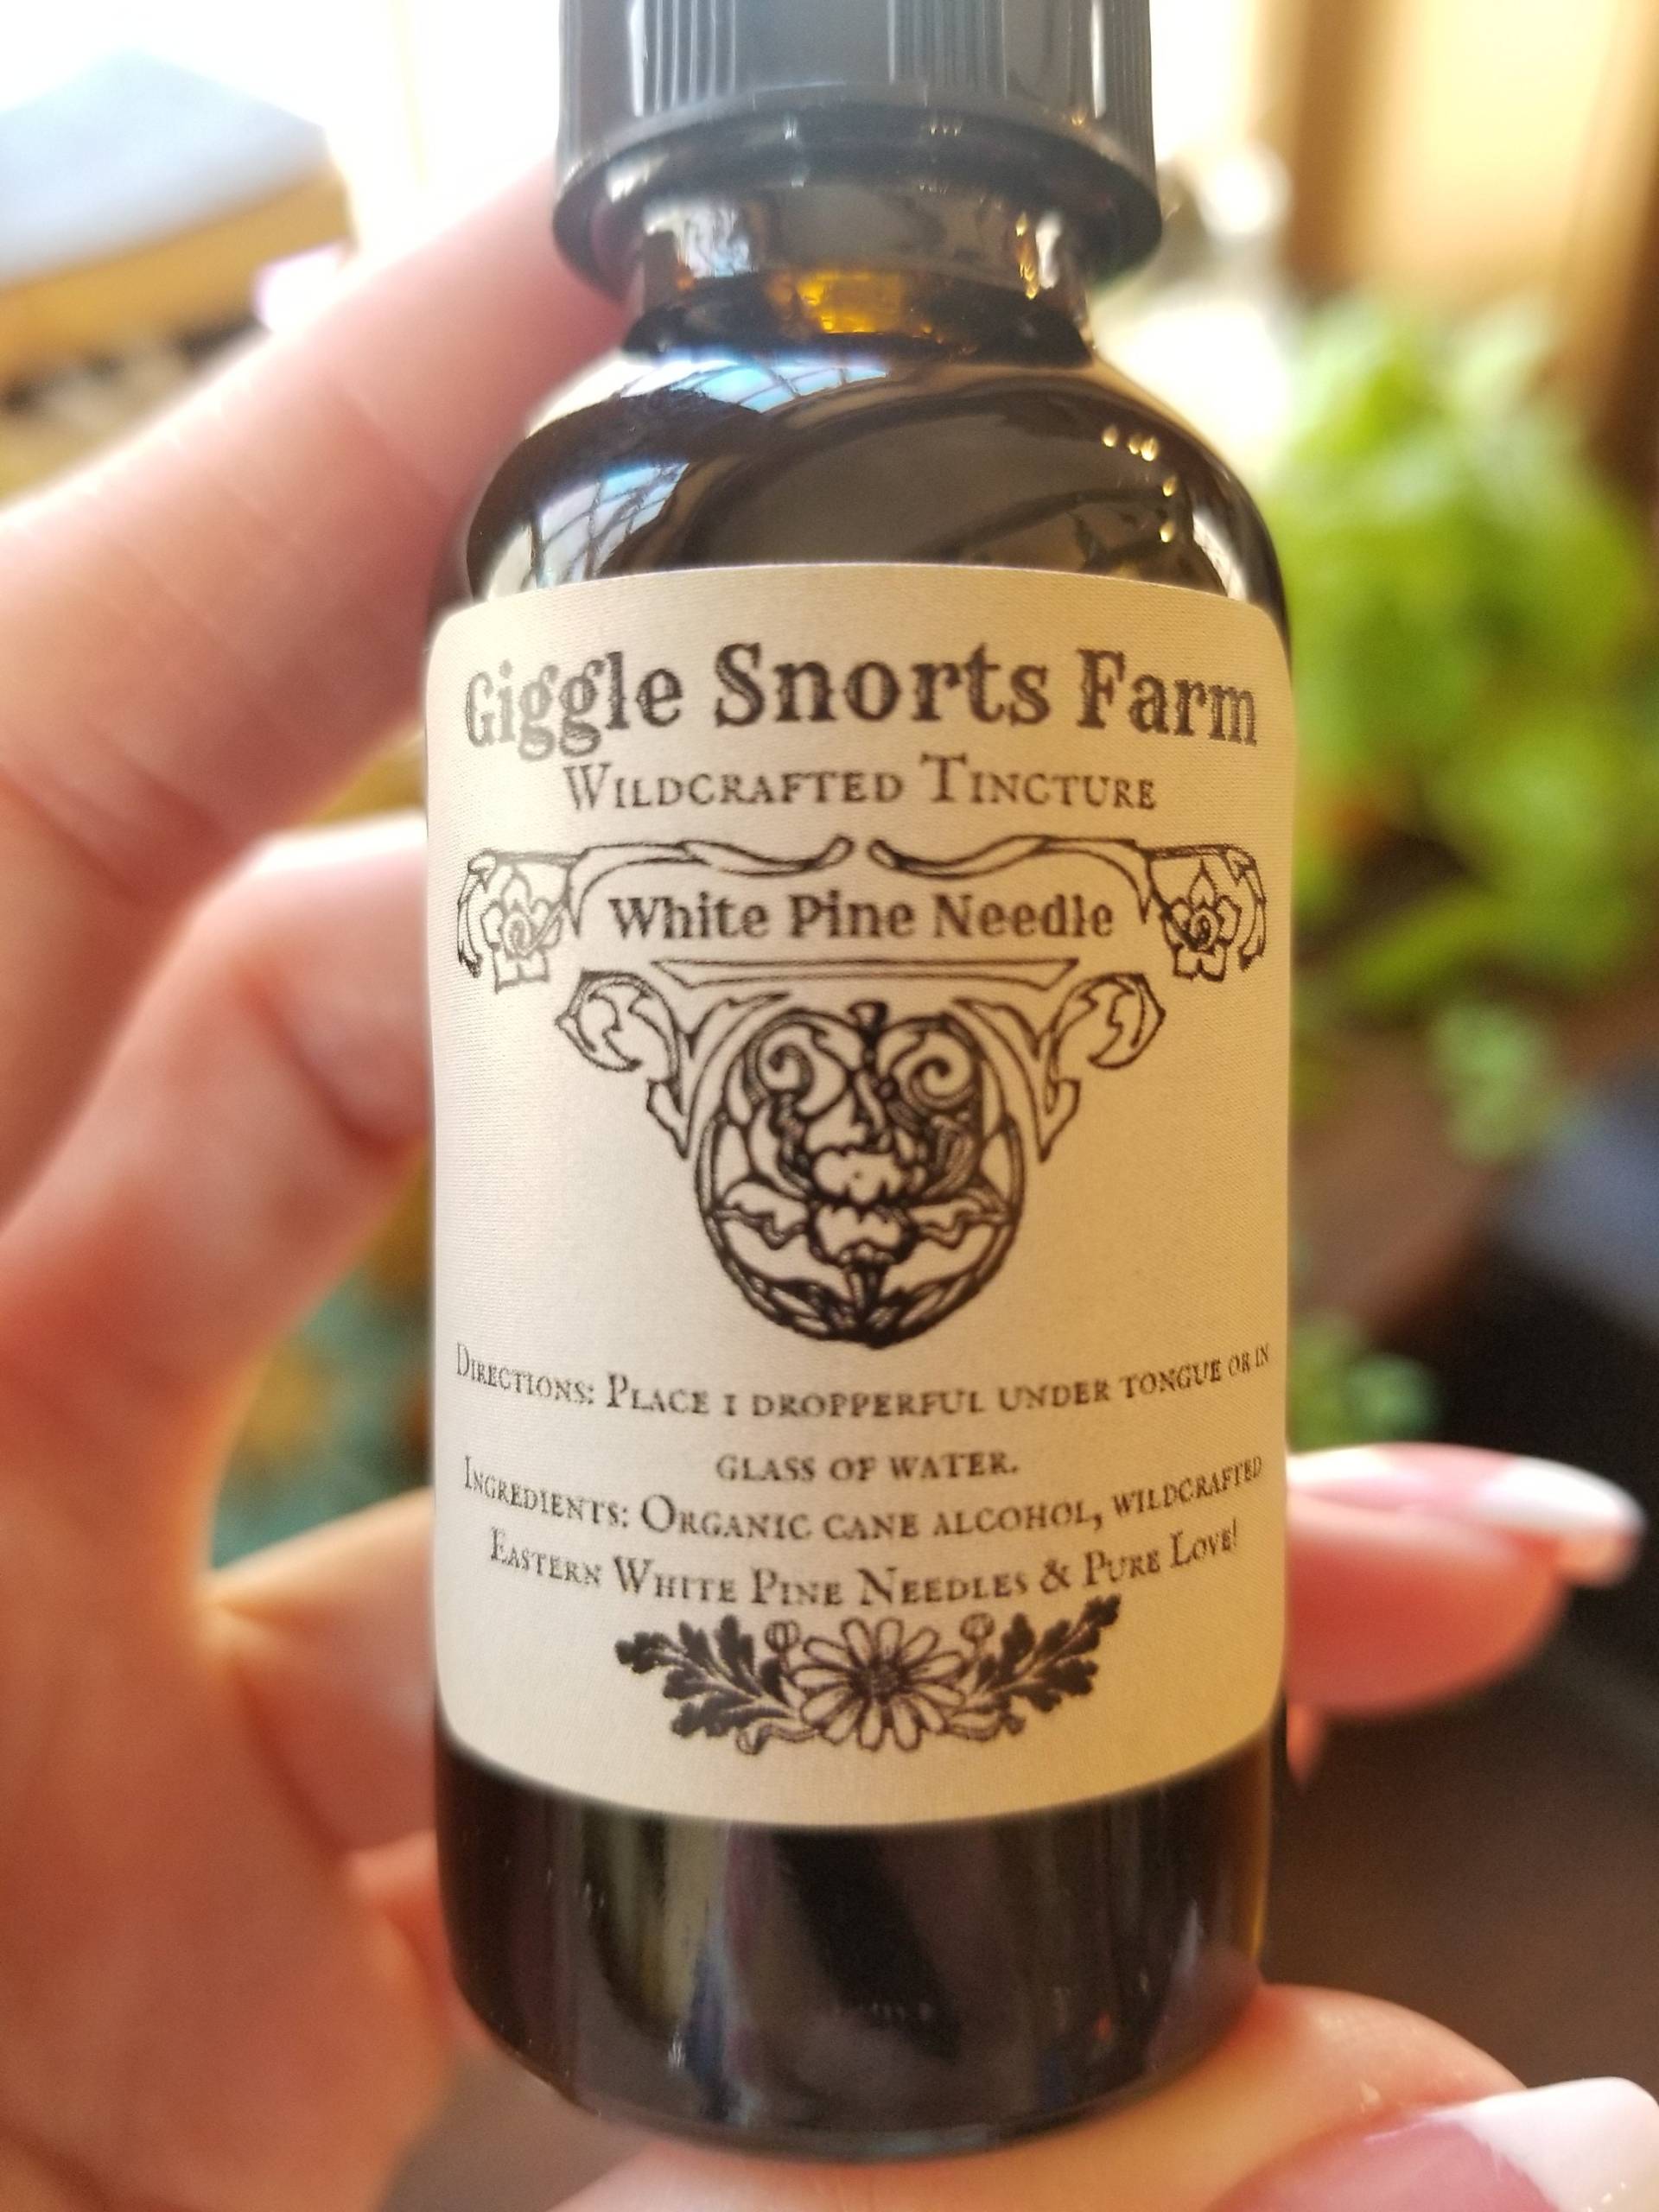 Giggle Snorts Farm
Wildcrafted Tincture
White Pine Needle
Directions: Place 1 dropperful under tongue or in
glass of water.
Ingredients: Organic cane alcohol, wildcrafted
Eastern White Pine Needles & Pure Love!